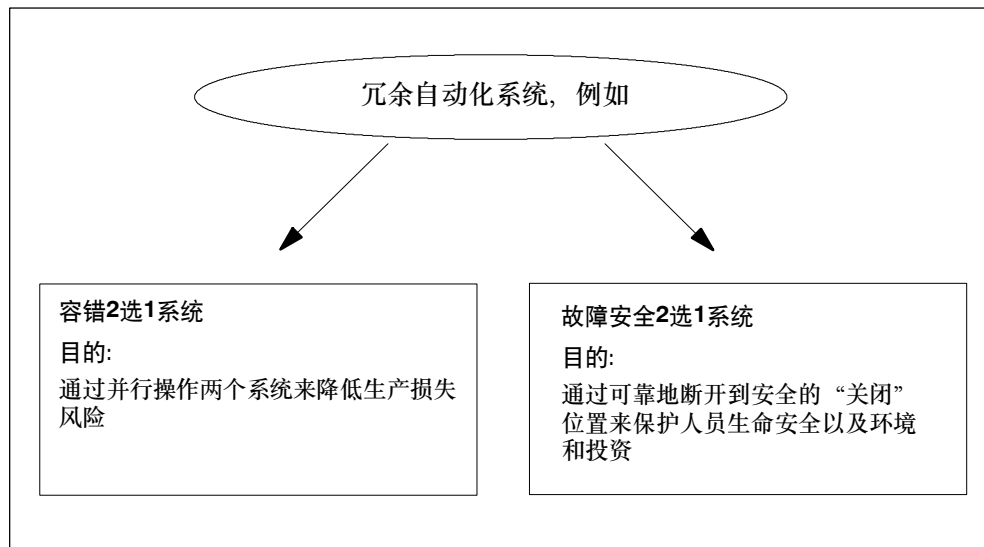 冗余自动化系统, 例如
容错2选1系统
目的:
通过并行操作两个系统来降低生产损失
风险
故障安全2选1系统
目的:
通过可靠地断开到安全的“关闭”
位置来保护人员生命安全以及环境
和投资